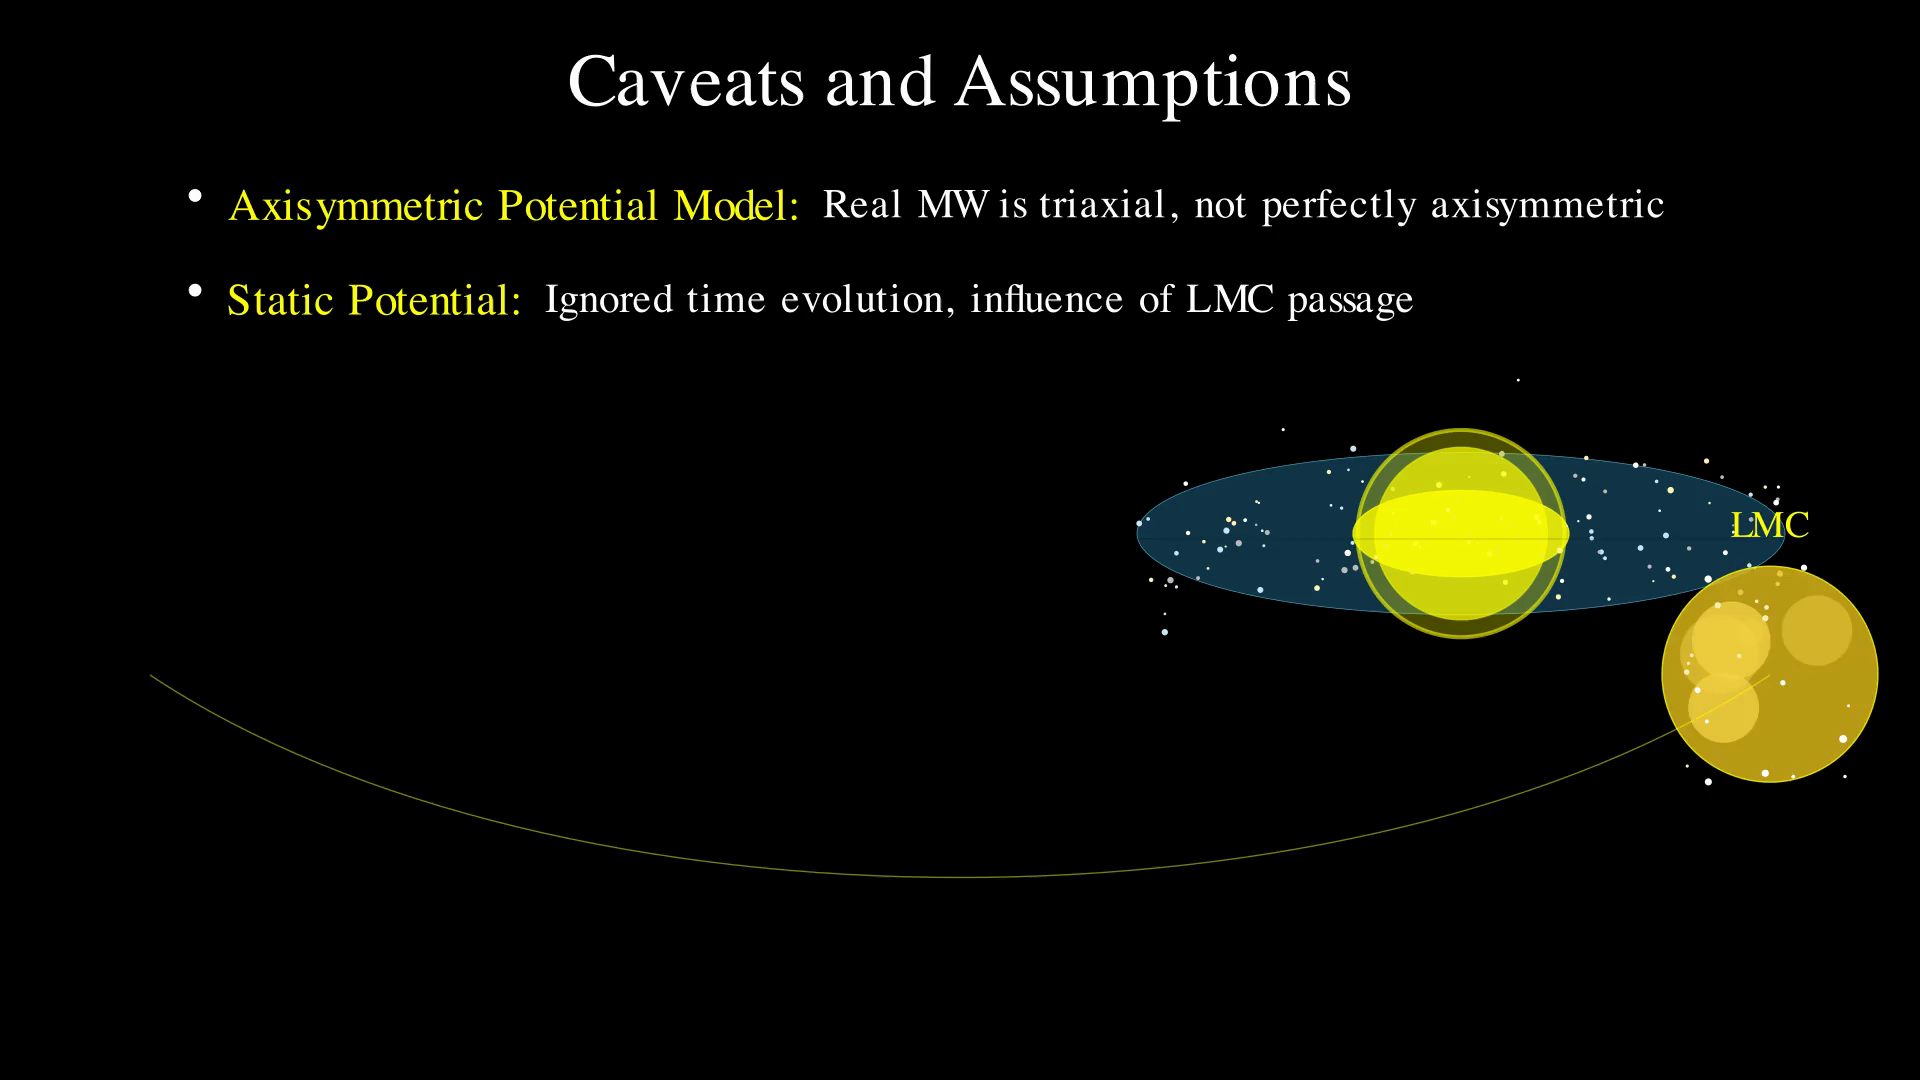 Caveats and Assumptions
• Axisymmetric Potential Model: Real MW is triaxial, not perfectly axisymmetric
• Static Potential: Ignored time evolution, influence of LMC passage
LMC